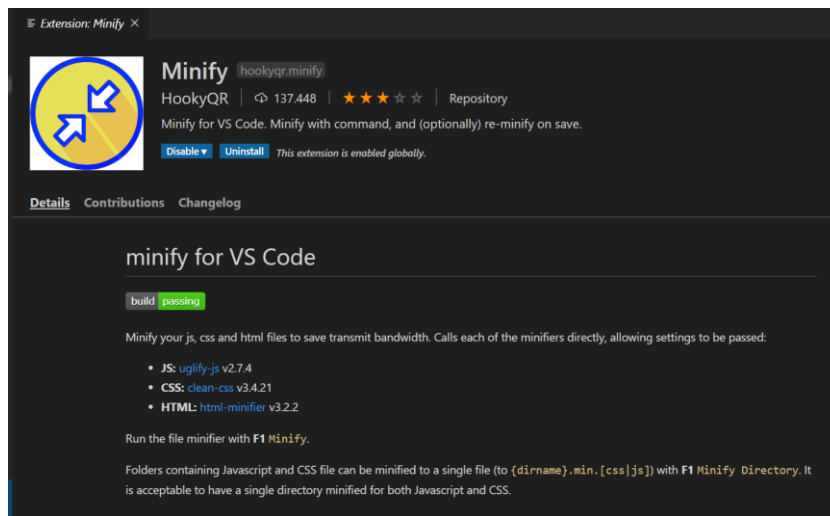 Extension: Minify ×
Minify hookyqr.minify
HookyQR | 137.448 | ★★★☆☆ | Repository
Minify for VS Code. Minify with command, and (optionally) re-minify on save.
Disable▾ Uninstall This extension is enabled globally.
Details Contributions Changelog
minify for VS Code
build passing
Minify your js, css and html files to save transmit bandwidth. Calls each of the minifiers directly, allowing settings to be passed:
• JS: uglify-js v2.7.4
• CSS: clean-css v3.4.21
• HTML: html-minifier v3.2.2
Run the file minifier with F1 Minify.
Folders containing Javascript and CSS file can be minified to a single file (to {dirname}.min.[css|js]) with F1 Minify Directory. It
is acceptable to have a single directory minified for both Javascript and CSS.